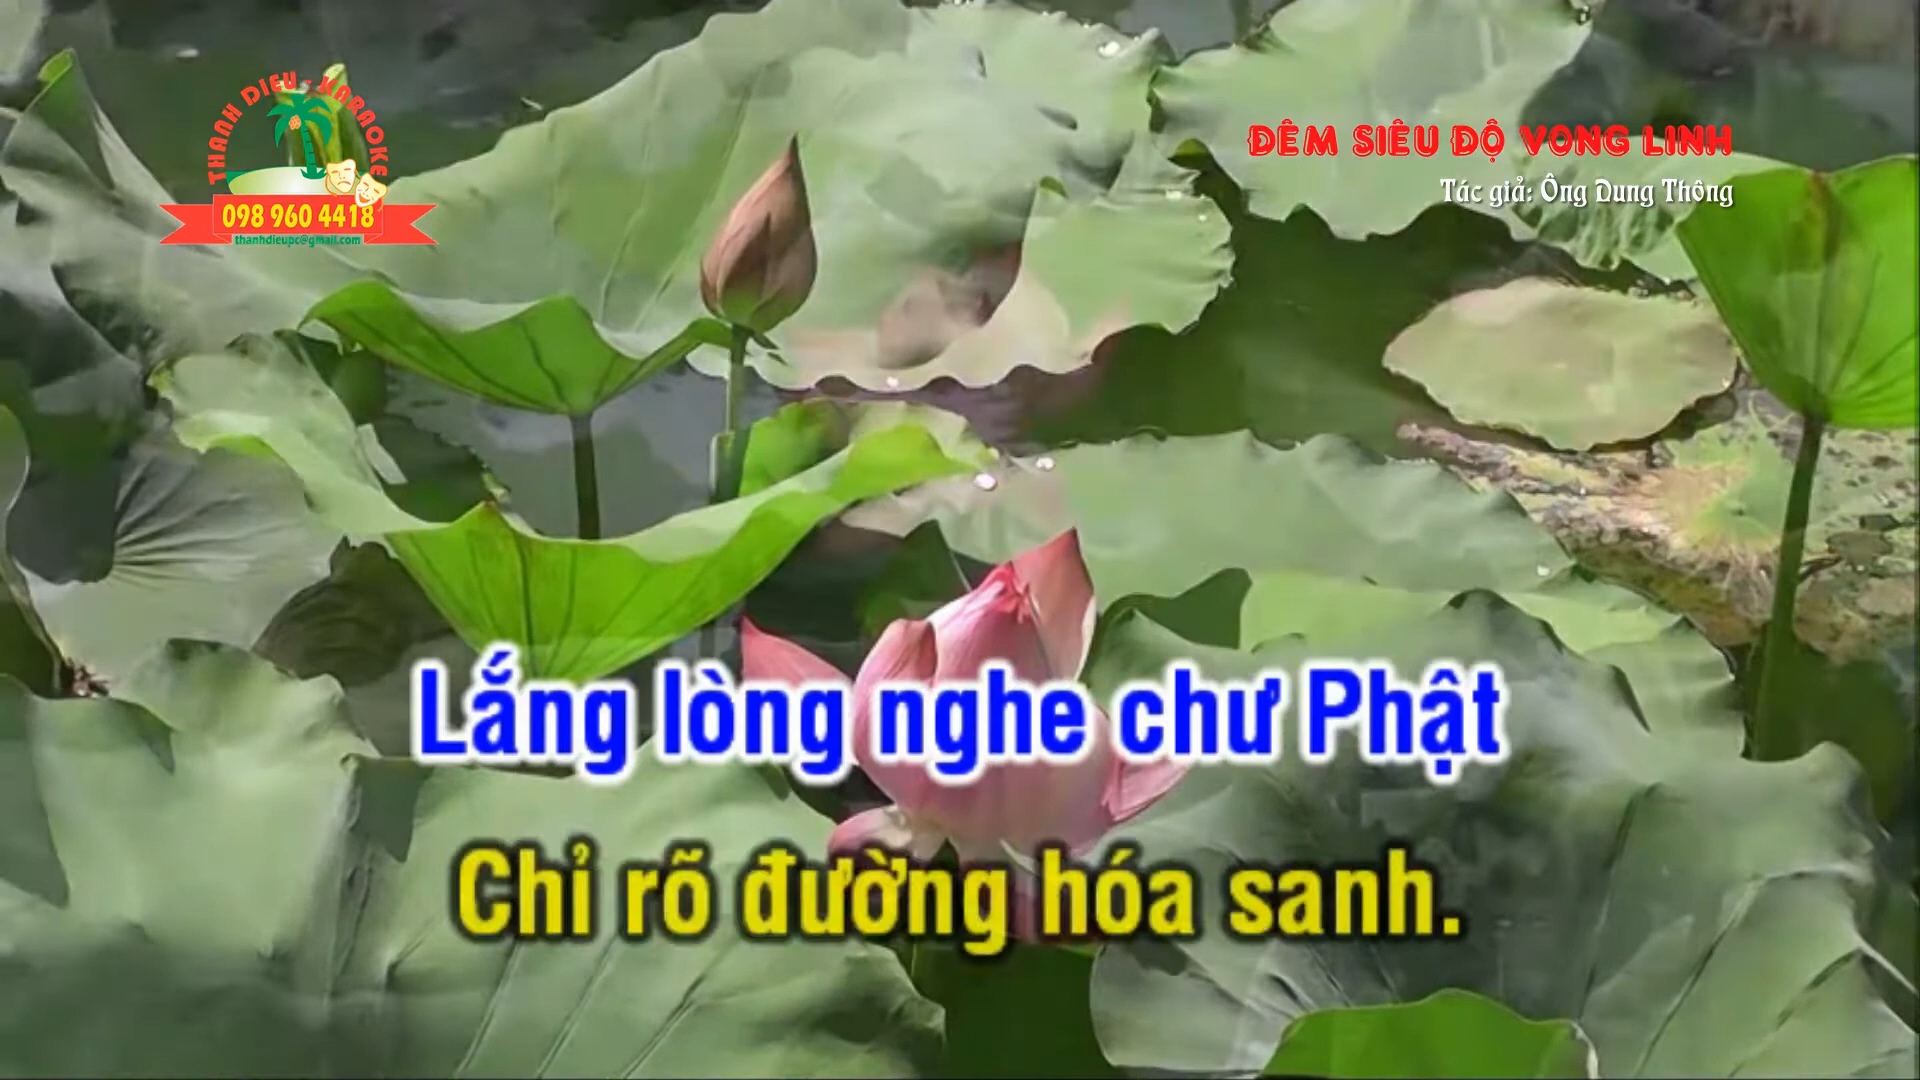 THANH DIEU - KARAOKE
098 960 4418
thanhdieupc@gmail.com
ĐÊM SIÊU ĐỘ VONG LINH
Tác giả: Ông Dung Thông
Lắng lòng nghe chư Phật
Chỉ rõ đường hóa sanh.